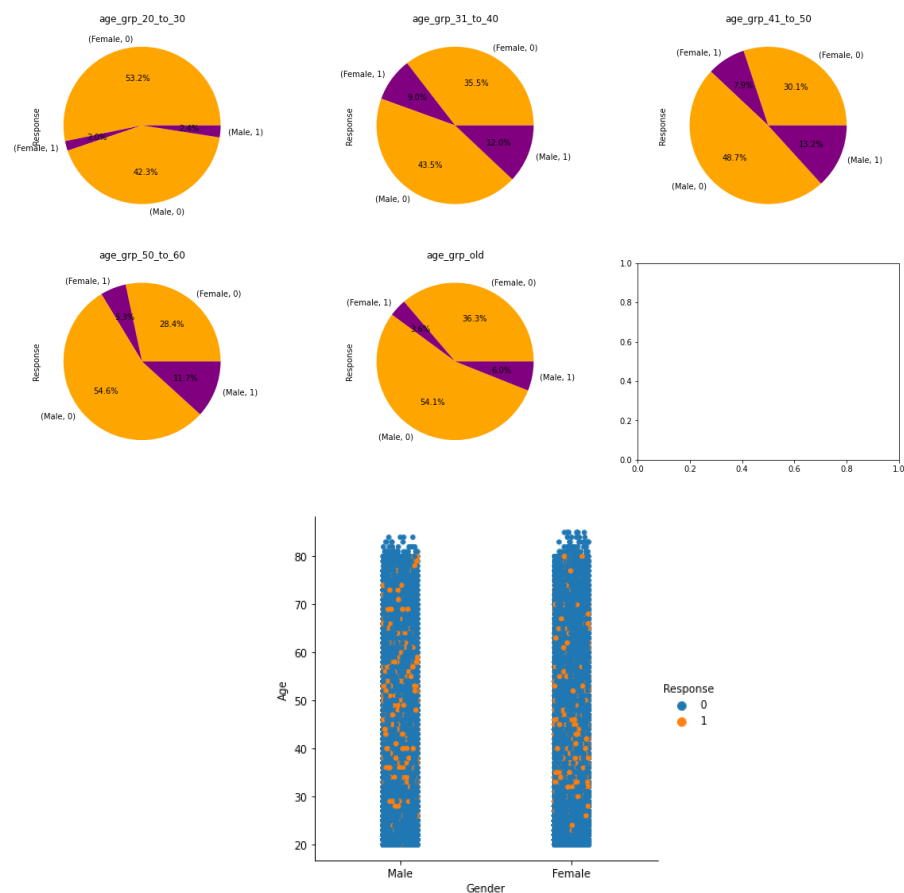 age_grp_20_to_30
(Female, 0)
53.2%
Response
2.0%
2.4%
(Male, 1)
(Female, 1)
42.3%
(Male, 0)
age_grp_31_to_40
(Female, 0)
(Female, 1)
35.5%
9.0%
Response
12.0%
43.5%
(Male, 1)
(Male, 0)
age_grp_41_to_50
(Female, 1)
(Female, 0)
7.9%
30.1%
Response
13.2%
48.7%
(Male, 1)
(Male, 0)
age_grp_50_to_60
(Female, 1)
(Female, 0)
5.3%
28.4%
Response
11.7%
54.6%
(Male, 1)
(Male, 0)
age_grp_old
(Female, 0)
(Female, 1)
36.3%
3.6%
Response
6.0%
(Male, 1)
54.1%
(Male, 0)
1.0
0.8
0.6
0.4
0.2
0.0
0.0 0.2 0.4 0.6 0.8 1.0
80
70
60
50
40
30
20
Age
Male Female
Gender
Response
0
1